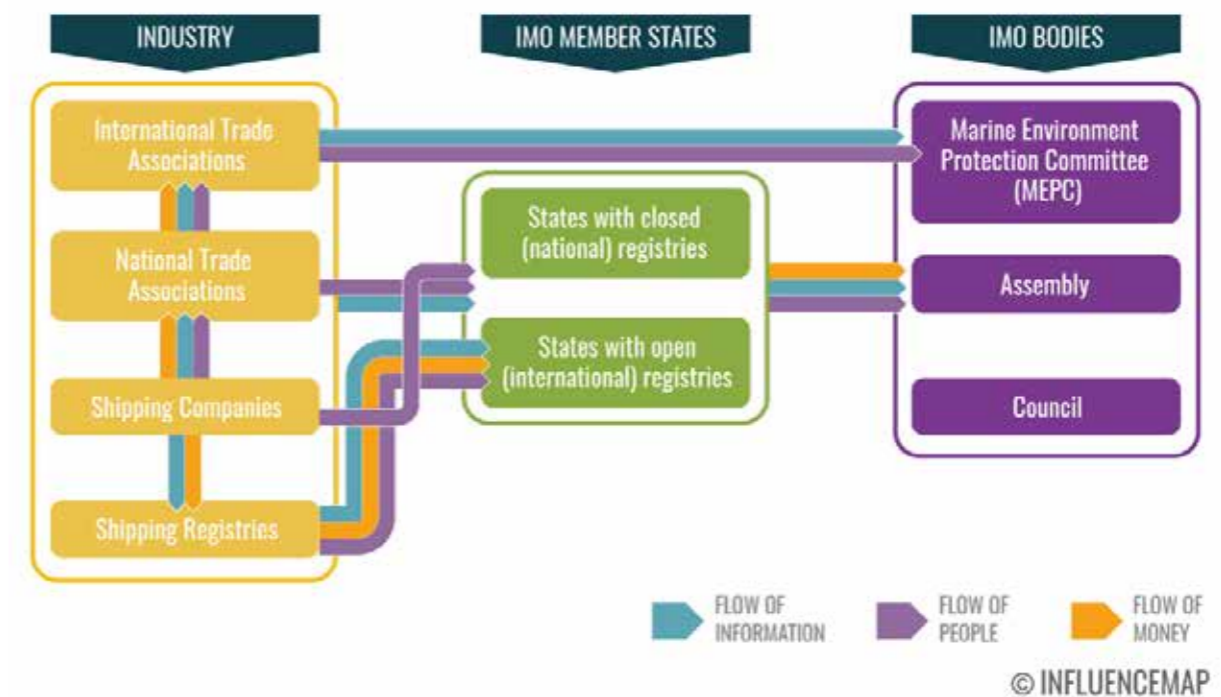 INDUSTRY
IMO MEMBER STATES
IMO BODIES
International Trade
Associations
National Trade
Associations
Shipping Companies
Shipping Registries
States with closed
(national) registries
States with open
(international) registries
Marine Environment
Protection Committee
(MEPC)
Assembly
Council
FLOW OF
INFORMATION
FLOW OF
PEOPLE
FLOW OF
MONEY
© INFLUENCEMAP